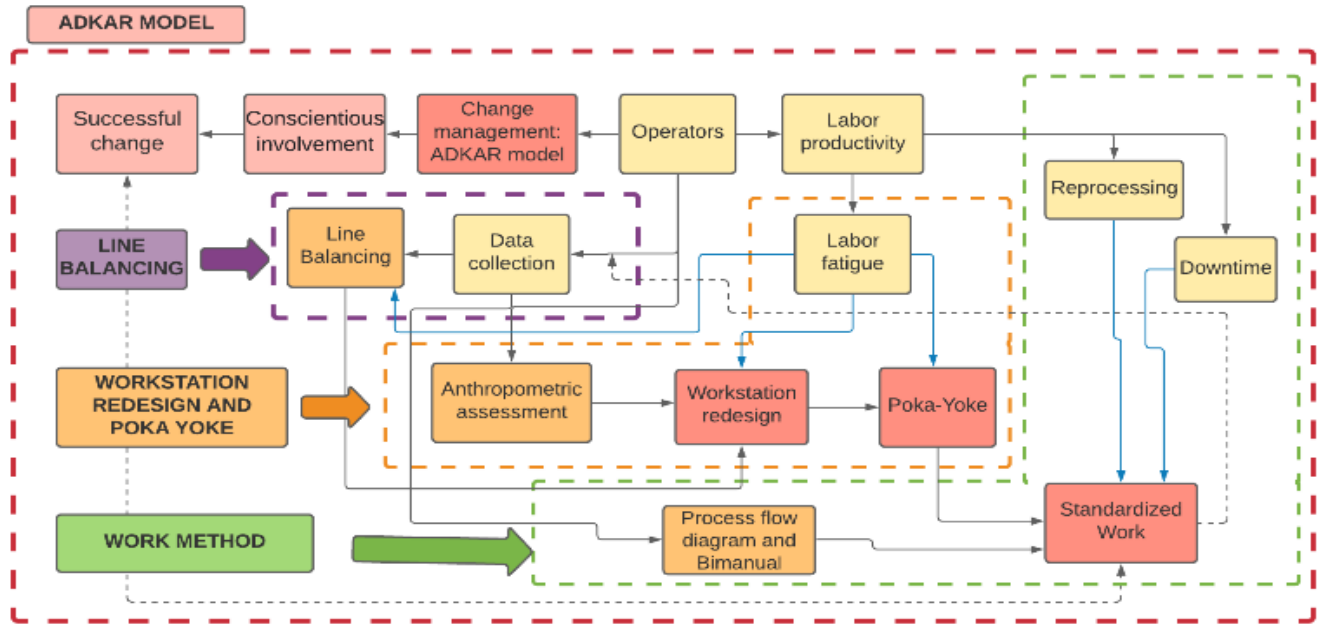 ADKAR MODEL
Successful
change
Conscientious
involvement
Change
management:
ADKAR model
Operators
Labor
productivity
Reprocessing
LINE
BALANCING
Line
Balancing
Data
collection
Labor
fatigue
Downtime
WORKSTATION
REDESIGN AND
POKA YOKE
Anthropometric
assessment
Workstation
redesign
Poka-Yoke
WORK METHOD
Process flow
diagram and
Bimanual
Standardized
Work